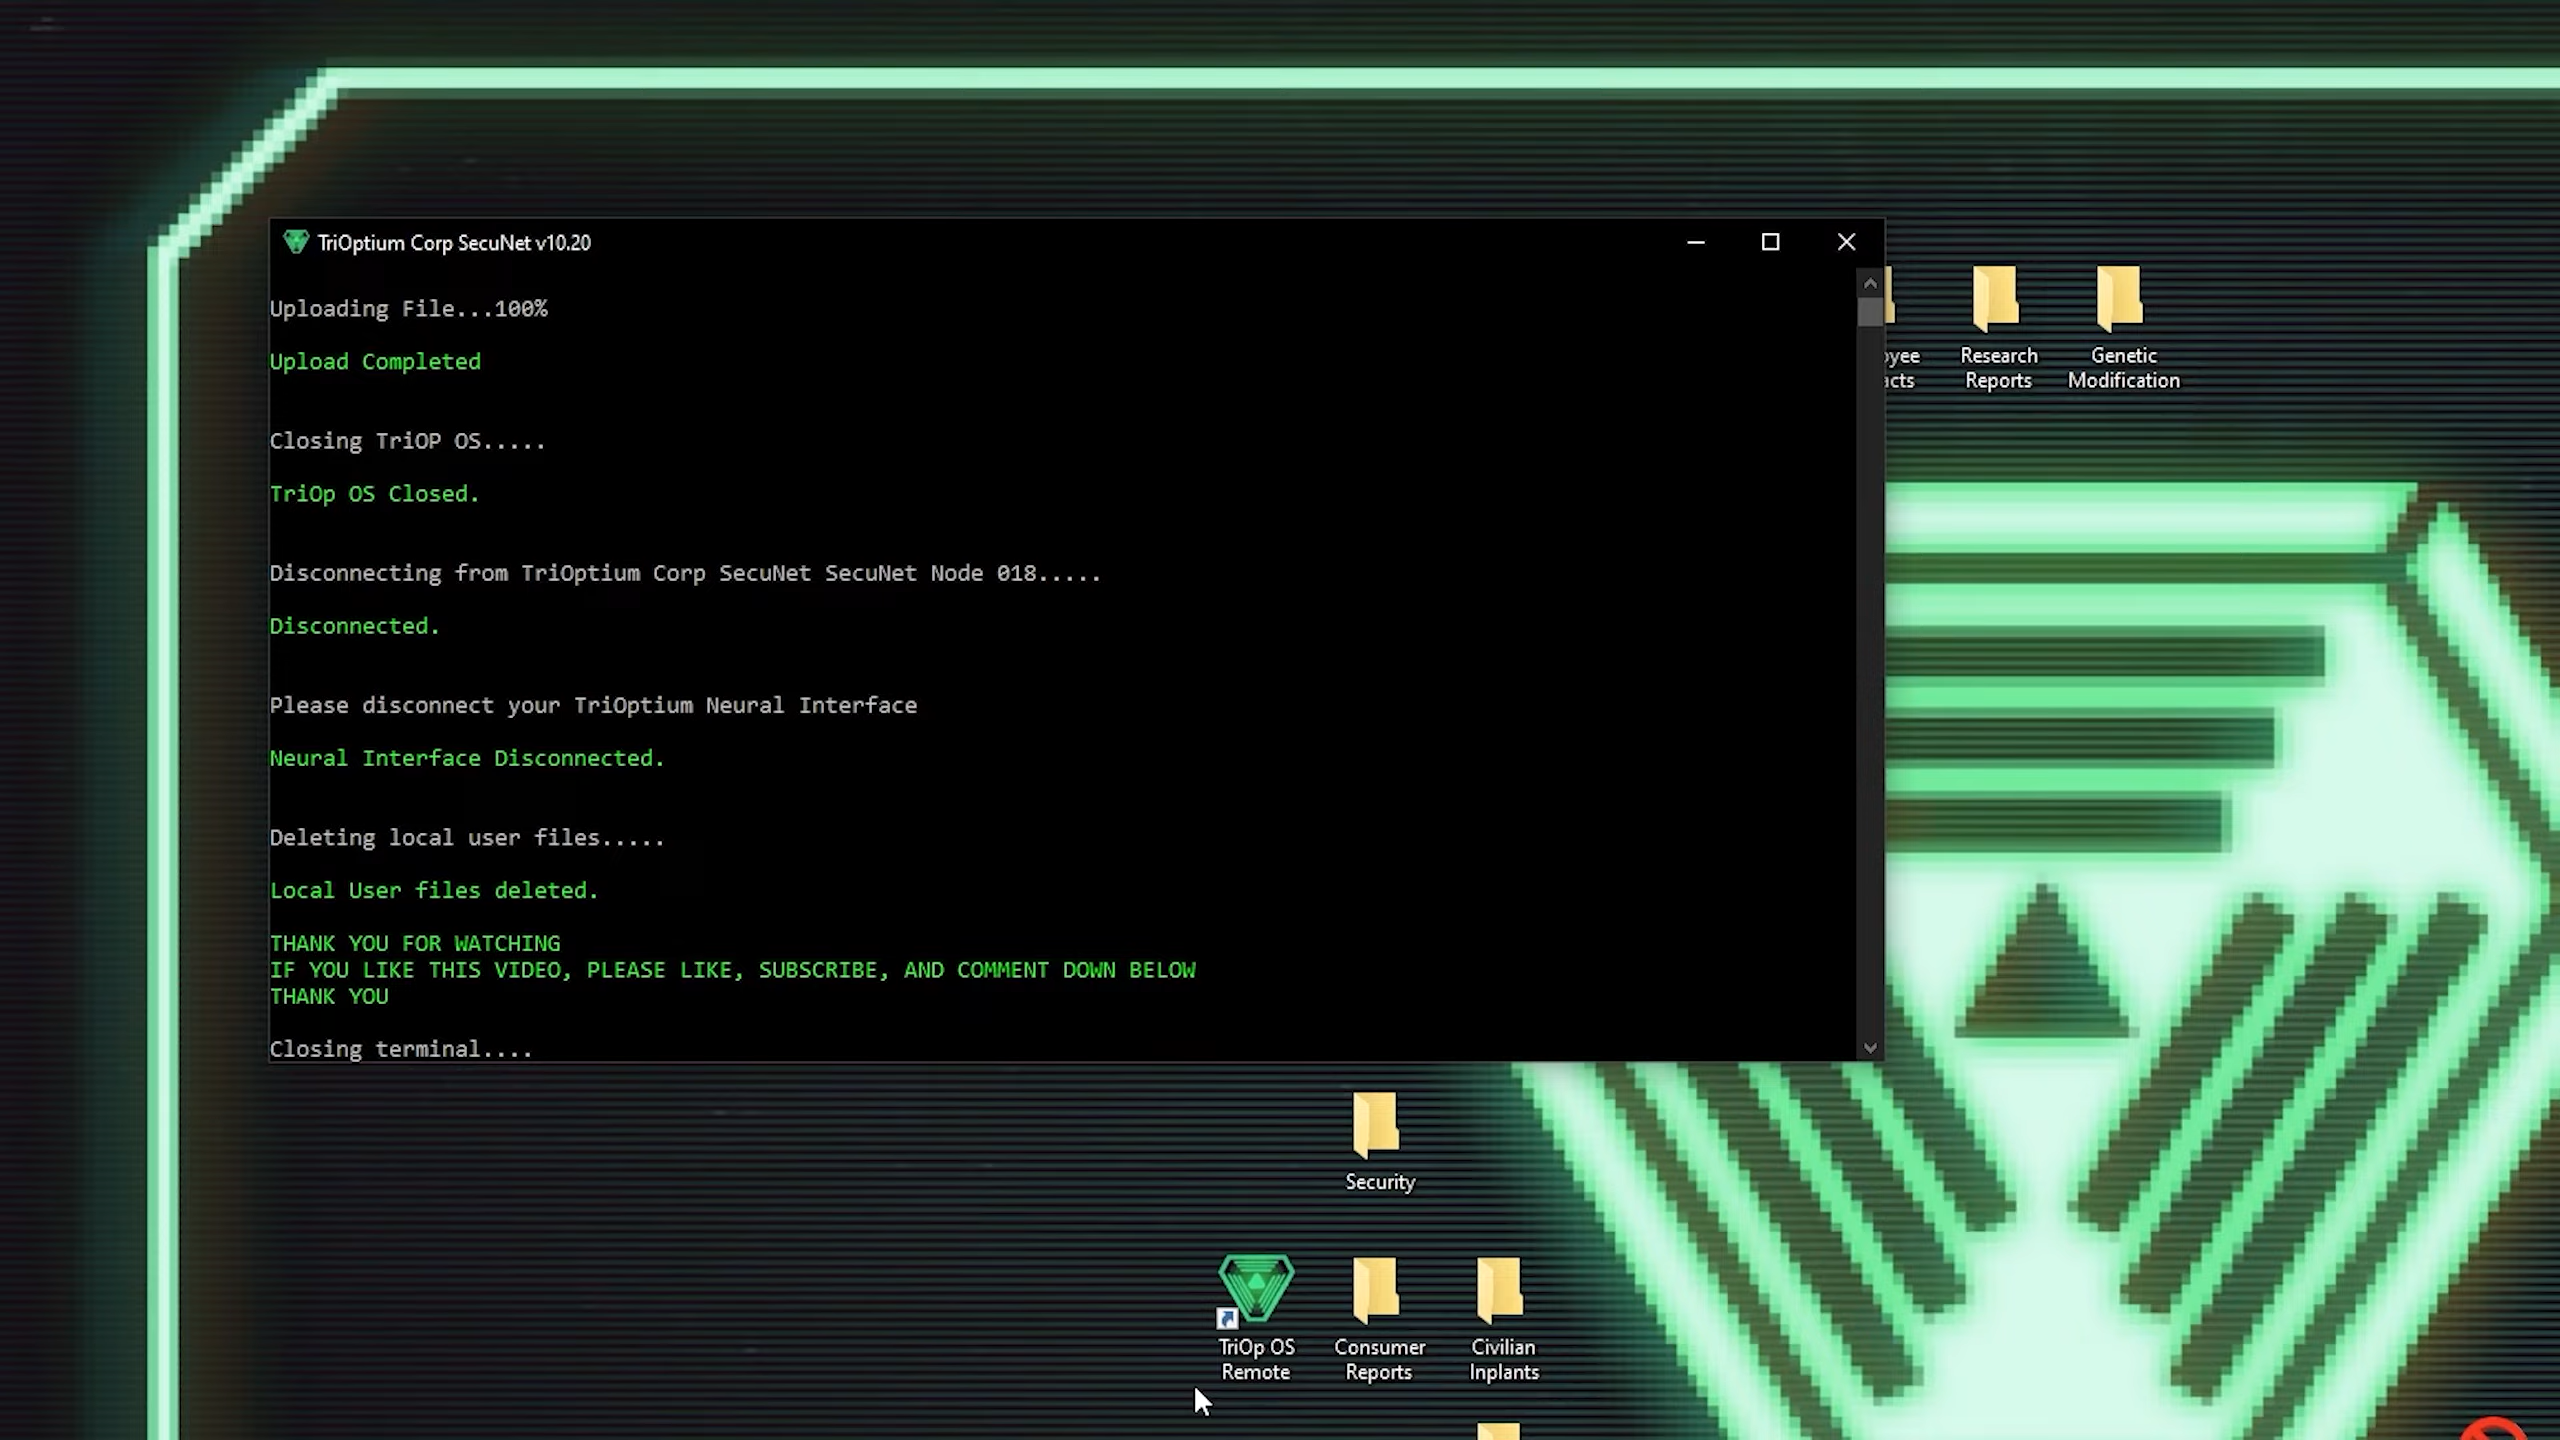 TriOptium Corp SecuNet v10.20
Uploading File...100%
Upload Completed
Closing TriOP OS.....
TriOp OS Closed.
Disconnecting from TriOptium Corp SecuNet SecuNet Node 018.....
Disconnected.
Please disconnect your TriOptium Neural Interface
Neural Interface Disconnected.
Deleting local user files.....
Local User files deleted.
THANK YOU FOR WATCHING
IF YOU LIKE THIS VIDEO, PLEASE LIKE, SUBSCRIBE, AND COMMENT DOWN BELOW
THANK YOU
Closing terminal....
Research
Reports
Genetic
Modification
Security
TriOp OS
Remote
Consumer
Reports
Civilian
Inplants